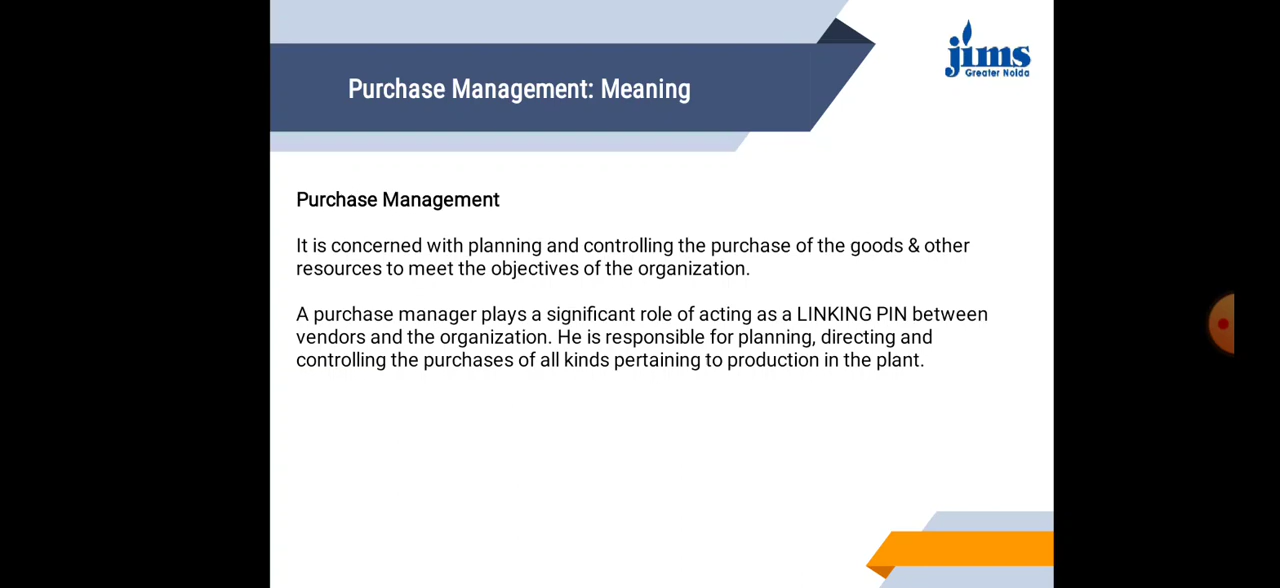 Purchase Management: Meaning
jims
Greater Noida
Purchase Management
It is concerned with planning and controlling the purchase of the goods & other
resources to meet the objectives of the organization.
A purchase manager plays a significant role of acting as a LINKING PIN between
vendors and the organization. He is responsible for planning, directing and
controlling the purchases of all kinds pertaining to production in the plant.